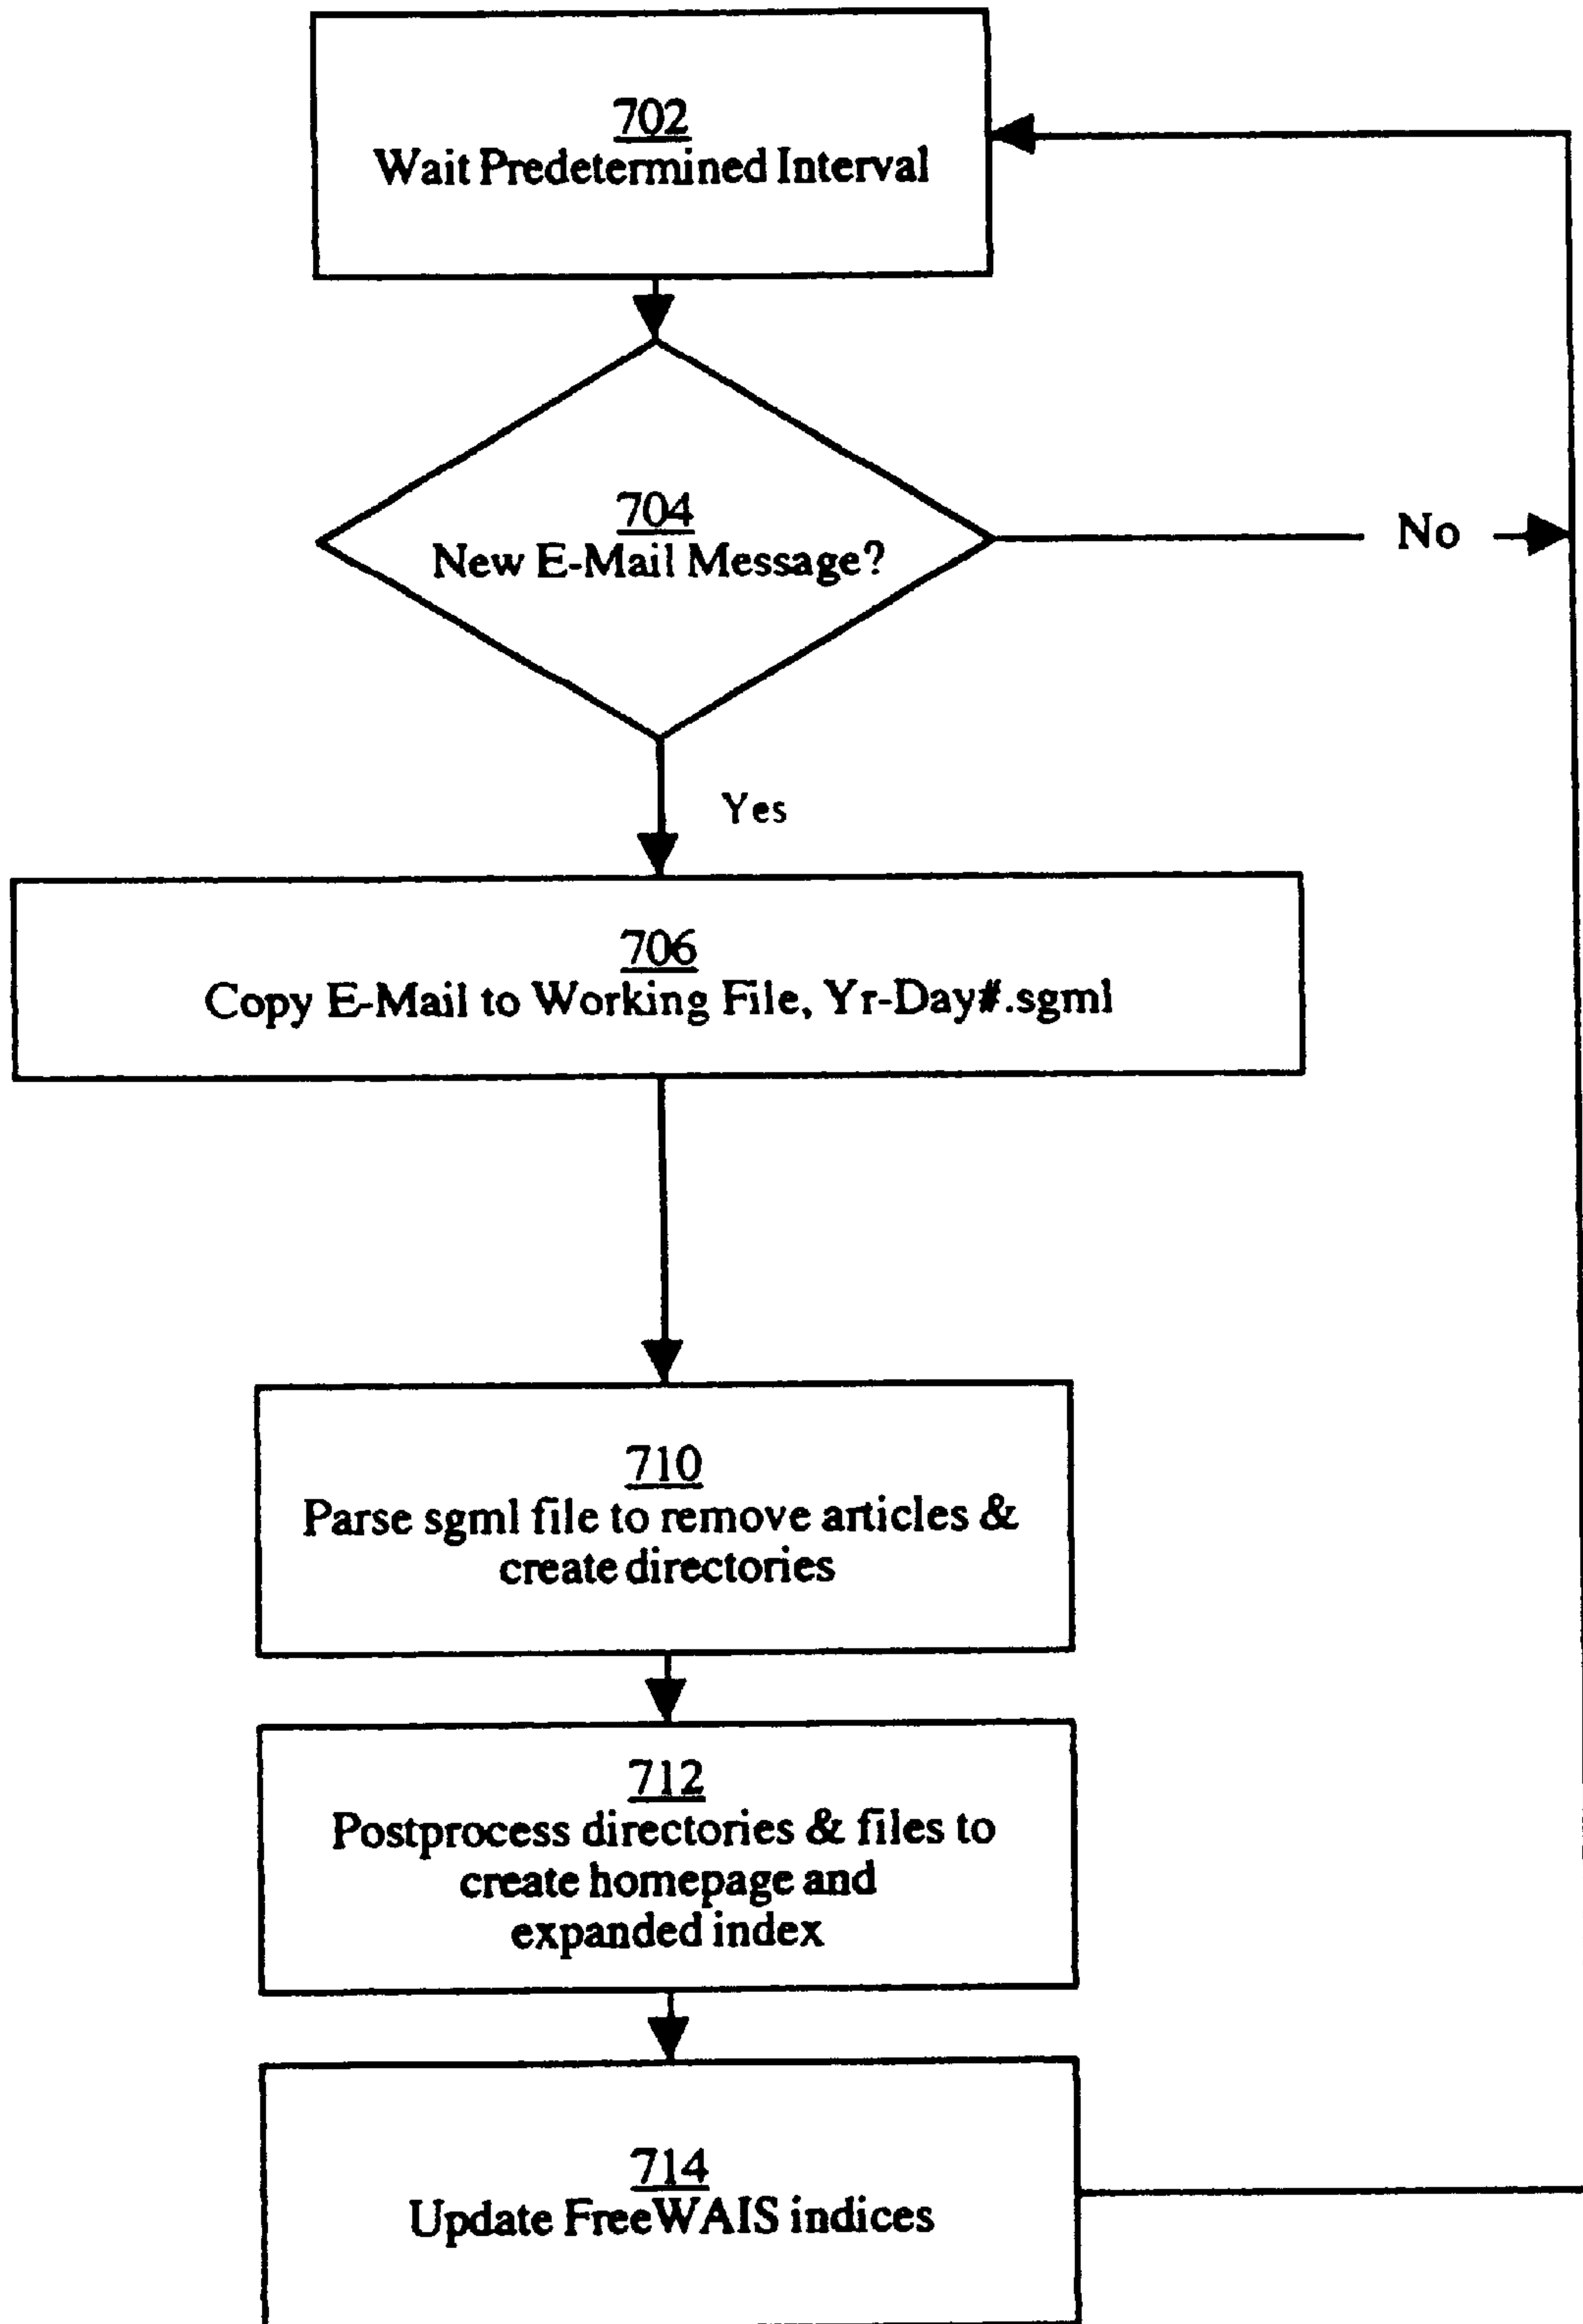 702
Wait Predetermined Interval
704
New E-Mail Message?
No
Yes
706
Copy E-Mail to Working File, Yr-Day#.sgml
710
Parse sgml file to remove articles &
create directories
712
Postprocess directories & files to
create homepage and
expanded index
714
Update FreeWAIS indices